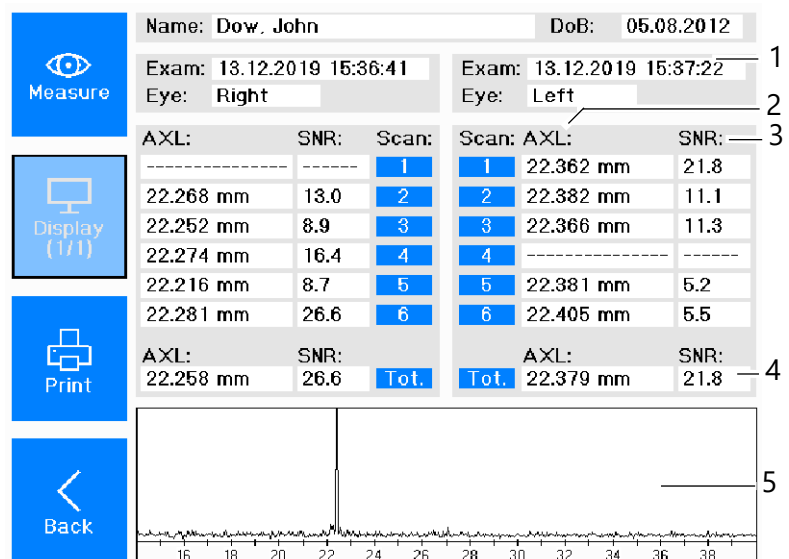 Name: Dow, John DoB: 05.08.2012
Measure
Exam: 13.12.2019 15:36:41 Exam: 13.12.2019 15:37:22 1
Eye: Right Eye: Left
2
AXL: SNR: Scan: Scan: AXL: SNR: 3
--------------- ------ 1 1 22.362 mm 21.8
22.268 mm 13.0 2 2 22.382 mm 11.1
Display
(1/1)
22.252 mm 8.9 3 3 22.366 mm 11.3
22.274 mm 16.4 4 4 --------------- ------
22.216 mm 8.7 5 5 22.381 mm 5.2
22.281 mm 26.6 6 6 22.405 mm 5.5
AXL: SNR: AXL: SNR:
22.258 mm 26.6 Tot. Tot. 22.379 mm 21.8 4
Print
5
Back
16 18 20 22 24 26 28 30 32 34 36 38